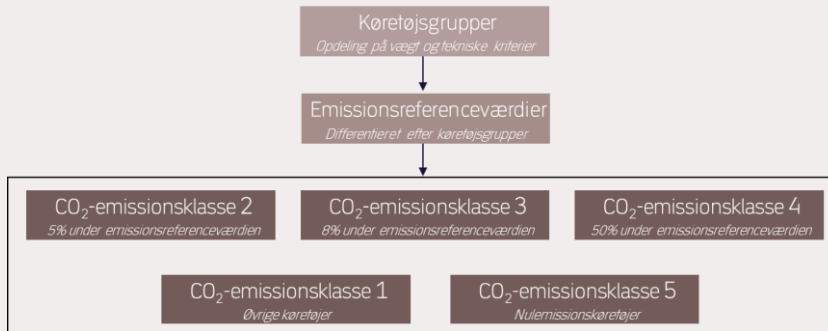 Køretøjsgrupper
Opdeling på vægt og tekniske kriterier
Emissionsreferenceværdier
Differentieret efter køretøjsgrupper
CO₂-emissionsklasse 2
5% under emissionsreferenceværdien
CO₂-emissionsklasse 3
8% under emissionsreferenceværdien
CO₂-emissionsklasse 4
50% under emissionsreferenceværdien
CO₂-emissionsklasse 1
Øvrige køretøjer
CO₂-emissionsklasse 5
Nulemissionskøretøjer